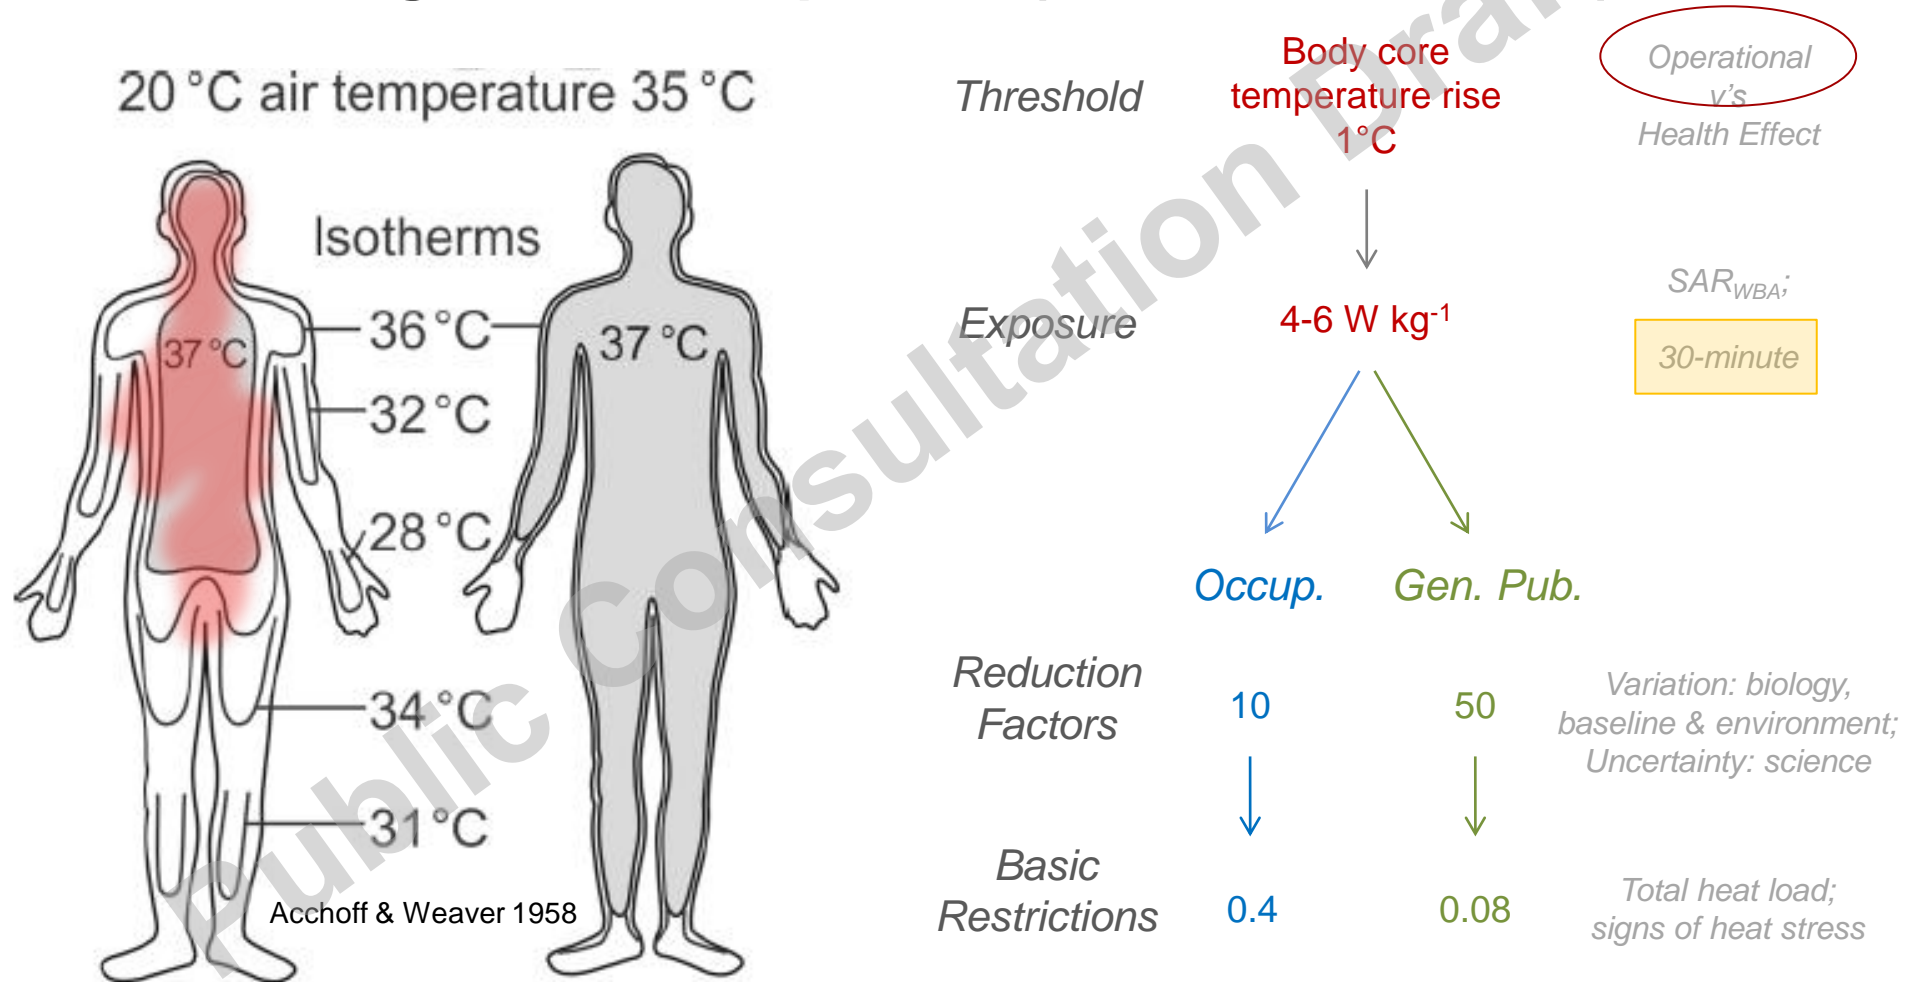 20 °C air temperature 35 °C
Isotherms
36 °C
37 °C
37 °C
32 °C
28 °C
34 °C
31 °C
Acchoff & Weaver 1958
Threshold
Body core
temperature rise
1°C
Operational
v's
Health Effect
Exposure
4-6 W kg-1
SARWBA;
30-minute
Occup.
Gen. Pub.
Reduction
Factors
10
50
Variation: biology,
baseline & environment;
Uncertainty: science
Basic
Restrictions
0.4
0.08
Total heat load;
signs of heat stress
Public Consultation Draft